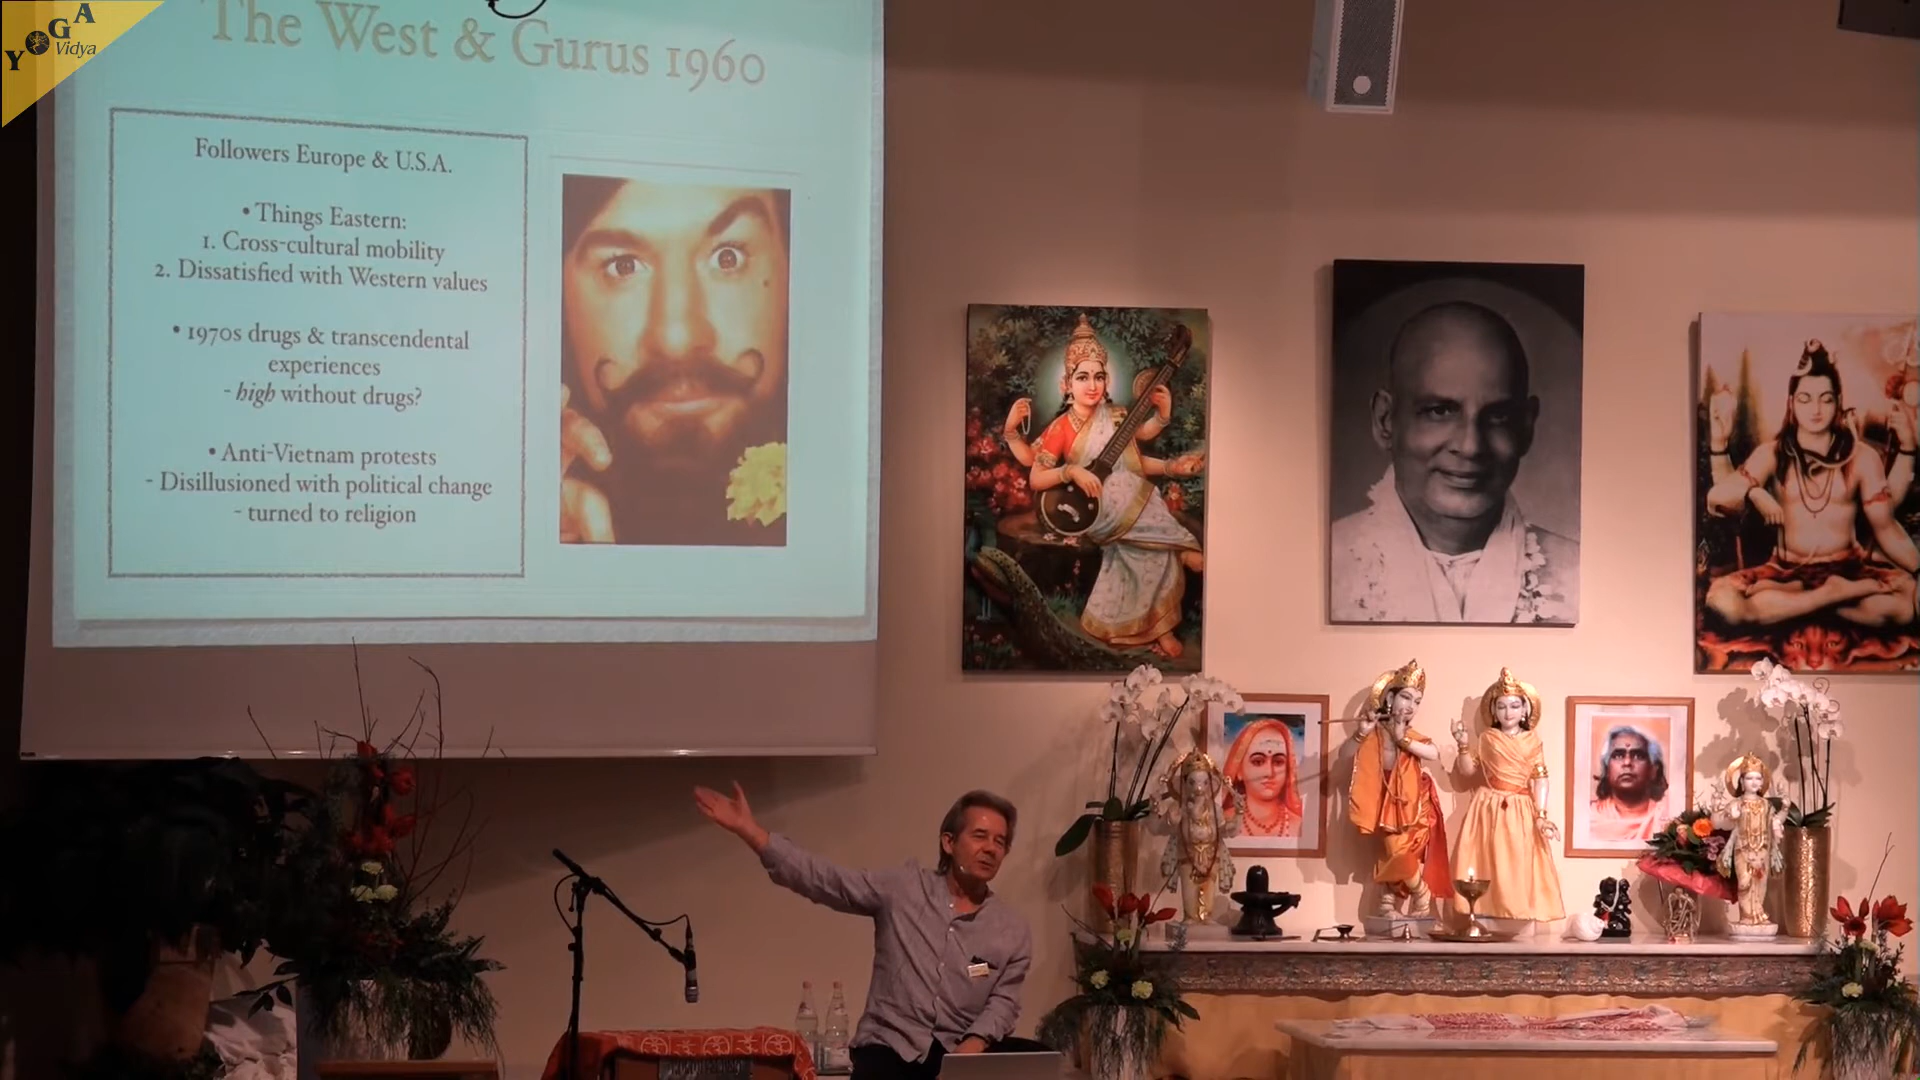 YOGA
Vidya
The West & Gurus 1960
Followers Europe & U.S.A.
• Things Eastern:
1. Cross-cultural mobility
2. Dissatisfied with Western values
• 1970s drugs & transcendental
experiences
- high without drugs?
• Anti-Vietnam protests
- Disillusioned with political change
- turned to religion